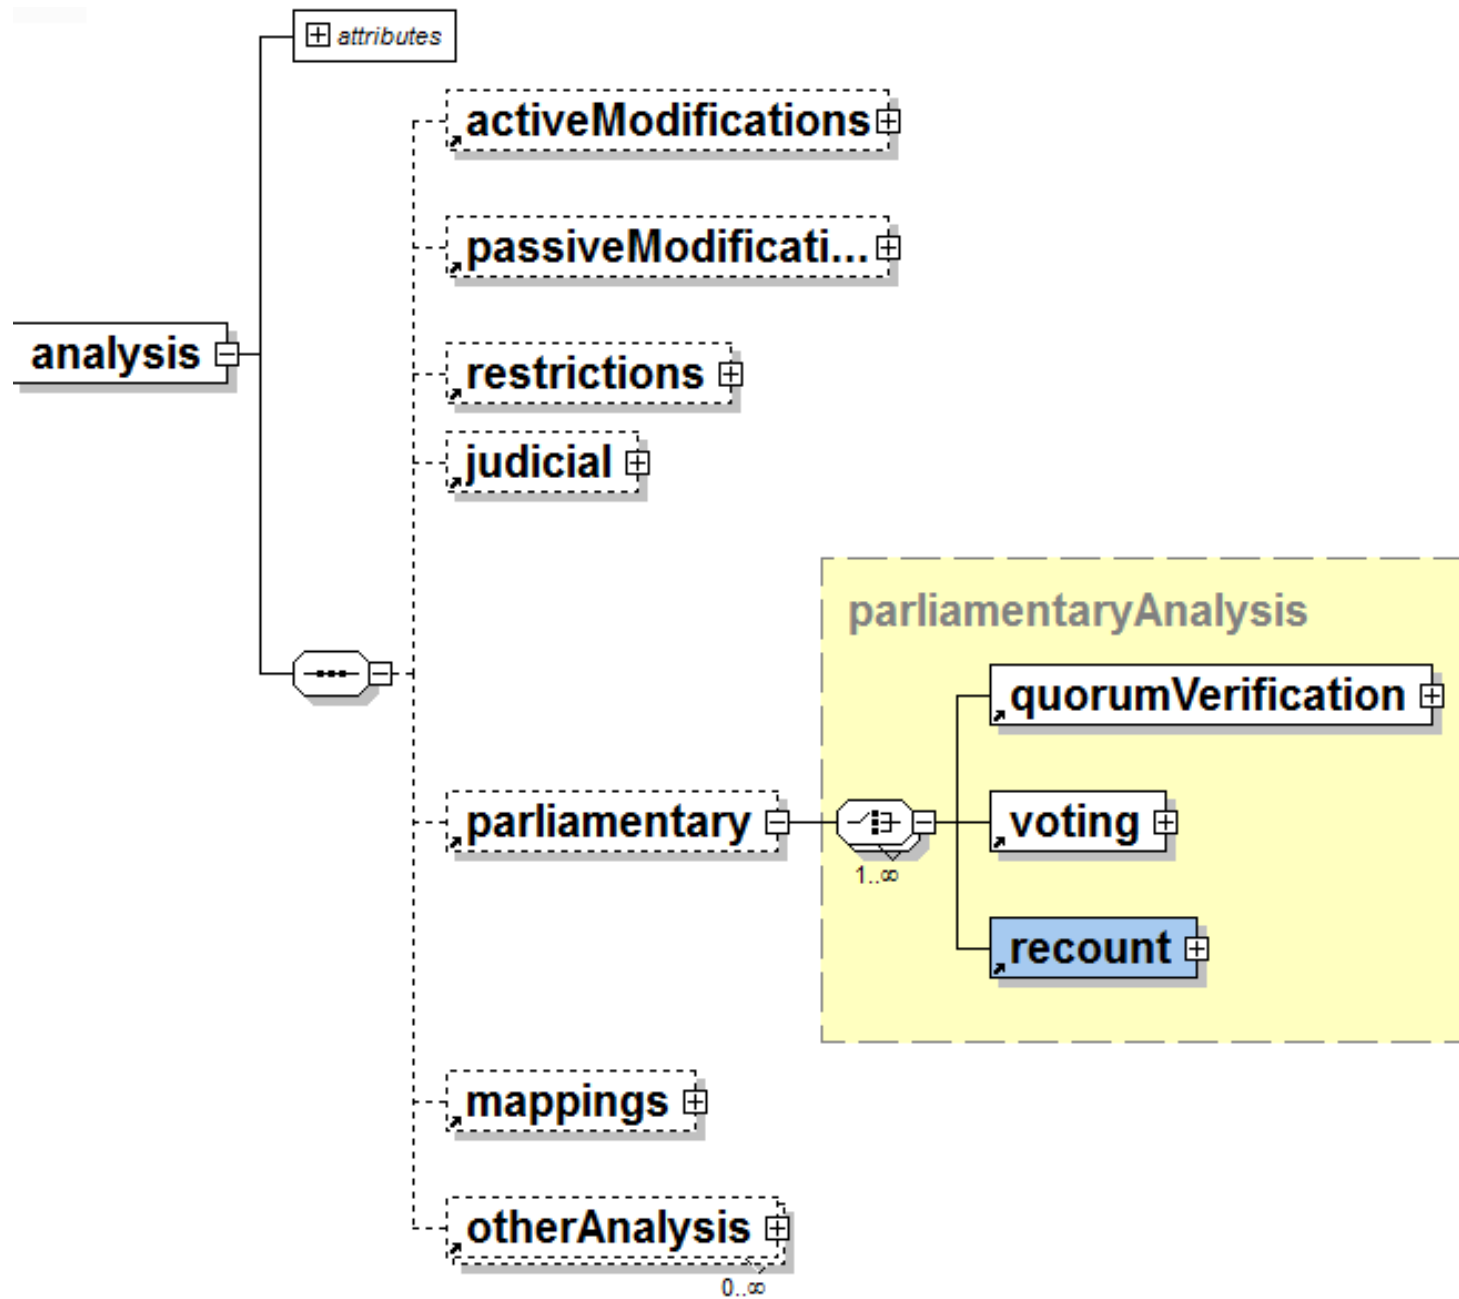 attributes
activeModifications
passiveModificati...
analysis
restrictions
judicial
parliamentaryAnalysis
quorumVerification
parliamentary
voting
1..∞
recount
mappings
otherAnalysis
0..∞